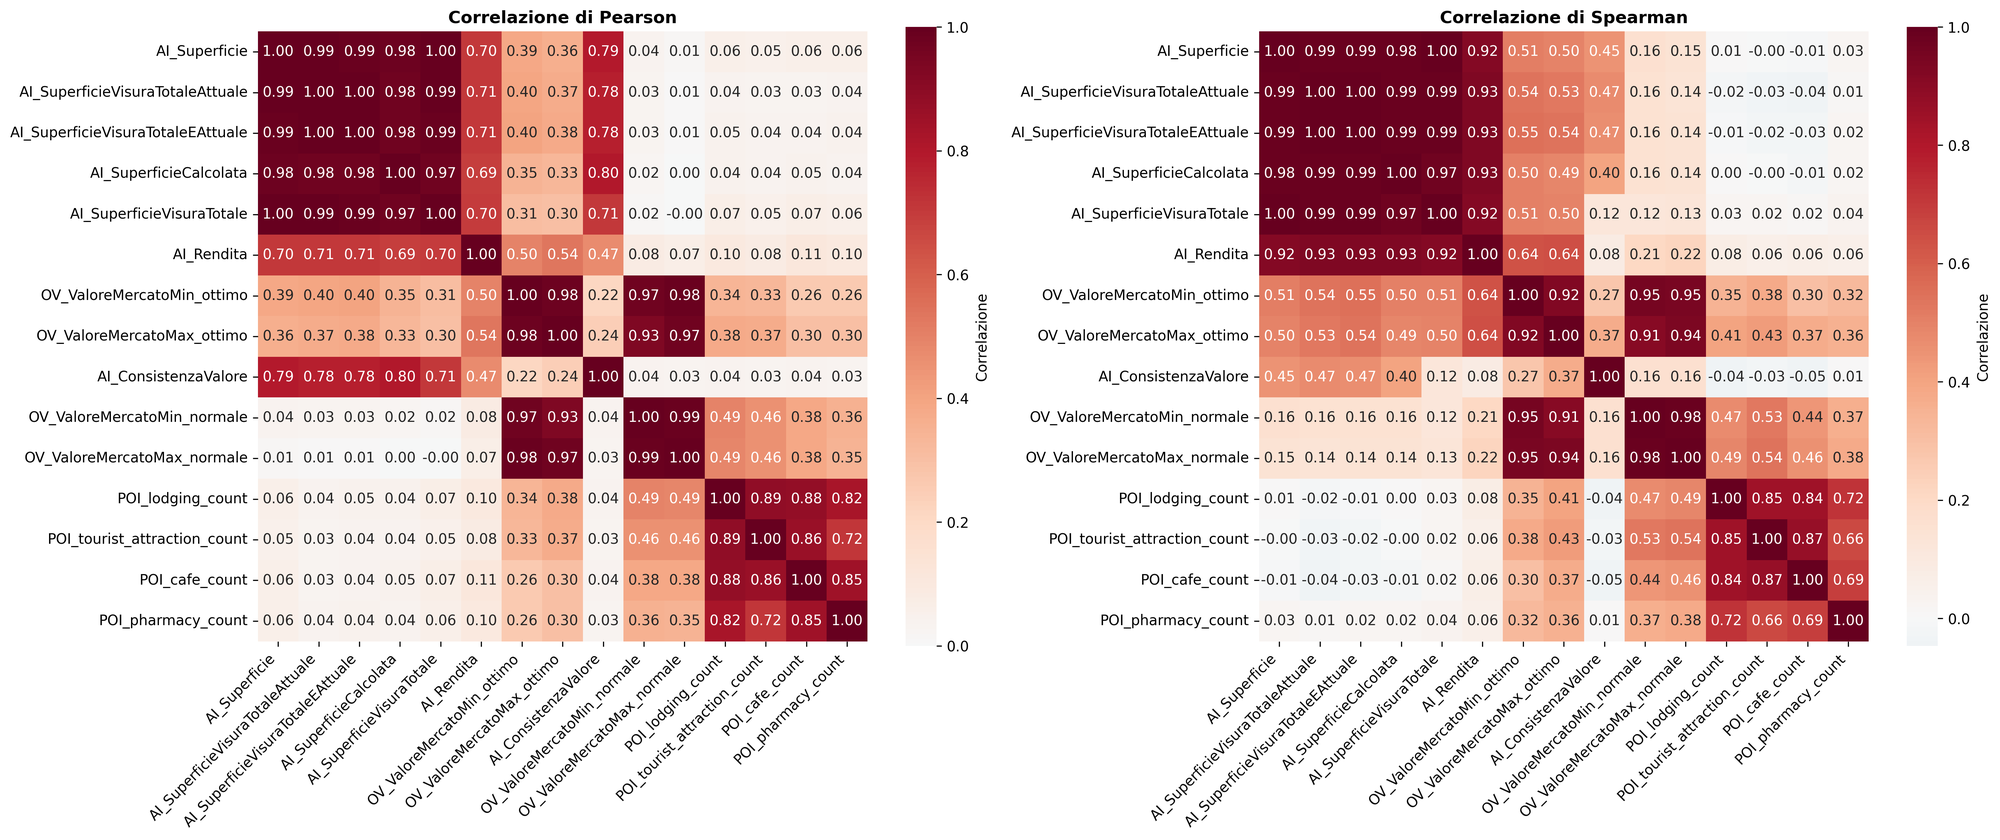 Correlazione di Pearson
AI_Superficie 1.00 0.99 0.99 0.98 1.00 0.70 0.39 0.36 0.79 0.04 0.01 0.06 0.05 0.06 0.06
AI_SuperficieVisuraTotaleAttuale 0.99 1.00 1.00 0.98 0.99 0.71 0.40 0.37 0.78 0.03 0.01 0.04 0.03 0.03 0.04
AI_SuperficieVisuraTotaleEAttuale 0.99 1.00 1.00 0.98 0.99 0.71 0.40 0.38 0.78 0.03 0.01 0.05 0.04 0.04 0.04
AI_SuperficieCalcolata 0.98 0.98 0.98 1.00 0.97 0.69 0.35 0.33 0.80 0.02 0.00 0.04 0.04 0.05 0.04
AI_SuperficieVisuraTotale 1.00 0.99 0.99 0.97 1.00 0.70 0.31 0.30 0.71 0.02 -0.00 0.07 0.05 0.07 0.06
AI_Rendita 0.70 0.71 0.71 0.69 0.70 1.00 0.50 0.54 0.47 0.08 0.07 0.10 0.08 0.11 0.10
OV_ValoreMercatoMin_ottimo 0.39 0.40 0.40 0.35 0.31 0.50 1.00 0.98 0.22 0.97 0.98 0.34 0.33 0.26 0.26
OV_ValoreMercatoMax_ottimo 0.36 0.37 0.38 0.33 0.30 0.54 0.98 1.00 0.24 0.93 0.97 0.38 0.37 0.30 0.30
AI_ConsistenzaValore 0.79 0.78 0.78 0.80 0.71 0.47 0.22 0.24 1.00 0.04 0.03 0.04 0.03 0.04 0.03
OV_ValoreMercatoMin_normale 0.04 0.03 0.03 0.02 0.02 0.08 0.97 0.93 0.04 1.00 0.99 0.49 0.46 0.38 0.36
OV_ValoreMercatoMax_normale 0.01 0.01 0.01 0.00 -0.00 0.07 0.98 0.97 0.03 0.99 1.00 0.49 0.46 0.38 0.35
POI_lodging_count 0.06 0.04 0.05 0.04 0.07 0.10 0.34 0.38 0.04 0.49 0.49 1.00 0.89 0.88 0.82
POI_tourist_attraction_count 0.05 0.03 0.04 0.04 0.05 0.08 0.33 0.37 0.03 0.46 0.46 0.89 1.00 0.86 0.72
POI_cafe_count 0.06 0.03 0.04 0.05 0.07 0.11 0.26 0.30 0.04 0.38 0.38 0.88 0.86 1.00 0.85
POI_pharmacy_count 0.06 0.04 0.04 0.04 0.06 0.10 0.26 0.30 0.03 0.36 0.35 0.82 0.72 0.85 1.00
AI_Superficie
AI_SuperficieVisuraTotaleAttuale
AI_SuperficieVisuraTotaleEAttuale
AI_SuperficieCalcolata
AI_SuperficieVisuraTotale
AI_Rendita
OV_ValoreMercatoMin_ottimo
OV_ValoreMercatoMax_ottimo
AI_ConsistenzaValore
OV_ValoreMercatoMin_normale
OV_ValoreMercatoMax_normale
POI_lodging_count
POI_tourist_attraction_count
POI_cafe_count
POI_pharmacy_count
1.0
0.8
0.6
0.4
0.2
0.0
Correlazione
Correlazione di Spearman
AI_Superficie 1.00 0.99 0.99 0.98 1.00 0.92 0.51 0.50 0.45 0.16 0.15 0.01 -0.00 -0.01 0.03
AI_SuperficieVisuraTotaleAttuale 0.99 1.00 1.00 0.99 0.99 0.93 0.54 0.53 0.47 0.16 0.14 -0.02 -0.03 -0.04 0.01
AI_SuperficieVisuraTotaleEAttuale 0.99 1.00 1.00 0.99 0.99 0.93 0.55 0.54 0.47 0.16 0.14 -0.01 -0.02 -0.03 0.02
AI_SuperficieCalcolata 0.98 0.99 0.99 1.00 0.97 0.93 0.50 0.49 0.40 0.16 0.14 0.00 -0.00 -0.01 0.02
AI_SuperficieVisuraTotale 1.00 0.99 0.99 0.97 1.00 0.92 0.51 0.50 0.12 0.12 0.13 0.03 0.02 0.02 0.04
AI_Rendita 0.92 0.93 0.93 0.93 0.92 1.00 0.64 0.64 0.08 0.21 0.22 0.08 0.06 0.06 0.06
OV_ValoreMercatoMin_ottimo 0.51 0.54 0.55 0.50 0.51 0.64 1.00 0.92 0.27 0.95 0.95 0.35 0.38 0.30 0.32
OV_ValoreMercatoMax_ottimo 0.50 0.53 0.54 0.49 0.50 0.64 0.92 1.00 0.37 0.91 0.94 0.41 0.43 0.37 0.36
AI_ConsistenzaValore 0.45 0.47 0.47 0.40 0.12 0.08 0.27 0.37 1.00 0.16 0.16 -0.04 -0.03 -0.05 0.01
OV_ValoreMercatoMin_normale 0.16 0.16 0.16 0.16 0.12 0.21 0.95 0.91 0.16 1.00 0.98 0.47 0.53 0.44 0.37
OV_ValoreMercatoMax_normale 0.15 0.14 0.14 0.14 0.13 0.22 0.95 0.94 0.16 0.98 1.00 0.49 0.54 0.46 0.38
POI_lodging_count 0.01 -0.02 -0.01 0.00 0.03 0.08 0.35 0.41 -0.04 0.47 0.49 1.00 0.85 0.84 0.72
POI_tourist_attraction_count -0.00 -0.03 -0.02 -0.00 0.02 0.06 0.38 0.43 -0.03 0.53 0.54 0.85 1.00 0.87 0.66
POI_cafe_count -0.01 -0.04 -0.03 -0.01 0.02 0.06 0.30 0.37 -0.05 0.44 0.46 0.84 0.87 1.00 0.69
POI_pharmacy_count 0.03 0.01 0.02 0.02 0.04 0.06 0.32 0.36 0.01 0.37 0.38 0.72 0.66 0.69 1.00
AI_Superficie
AI_SuperficieVisuraTotaleAttuale
AI_SuperficieVisuraTotaleEAttuale
AI_SuperficieCalcolata
AI_SuperficieVisuraTotale
AI_Rendita
OV_ValoreMercatoMin_ottimo
OV_ValoreMercatoMax_ottimo
AI_ConsistenzaValore
OV_ValoreMercatoMin_normale
OV_ValoreMercatoMax_normale
POI_lodging_count
POI_tourist_attraction_count
POI_cafe_count
POI_pharmacy_count
1.0
0.8
0.6
0.4
0.2
0.0
Correlazione